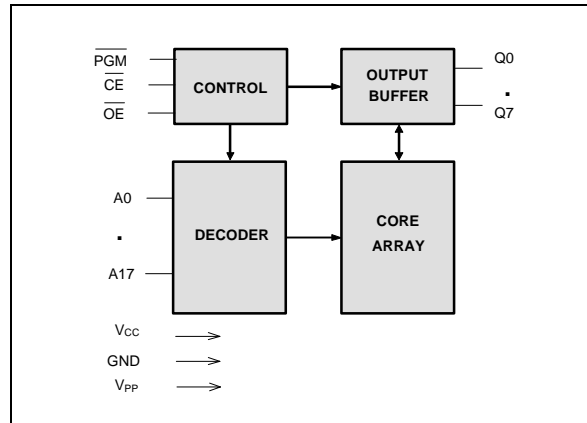 PGM
CE
OE
CONTROL
OUTPUT
BUFFER
Q0
.
Q7
A0
.
A17
DECODER
CORE
ARRAY
VCC
GND
VPP